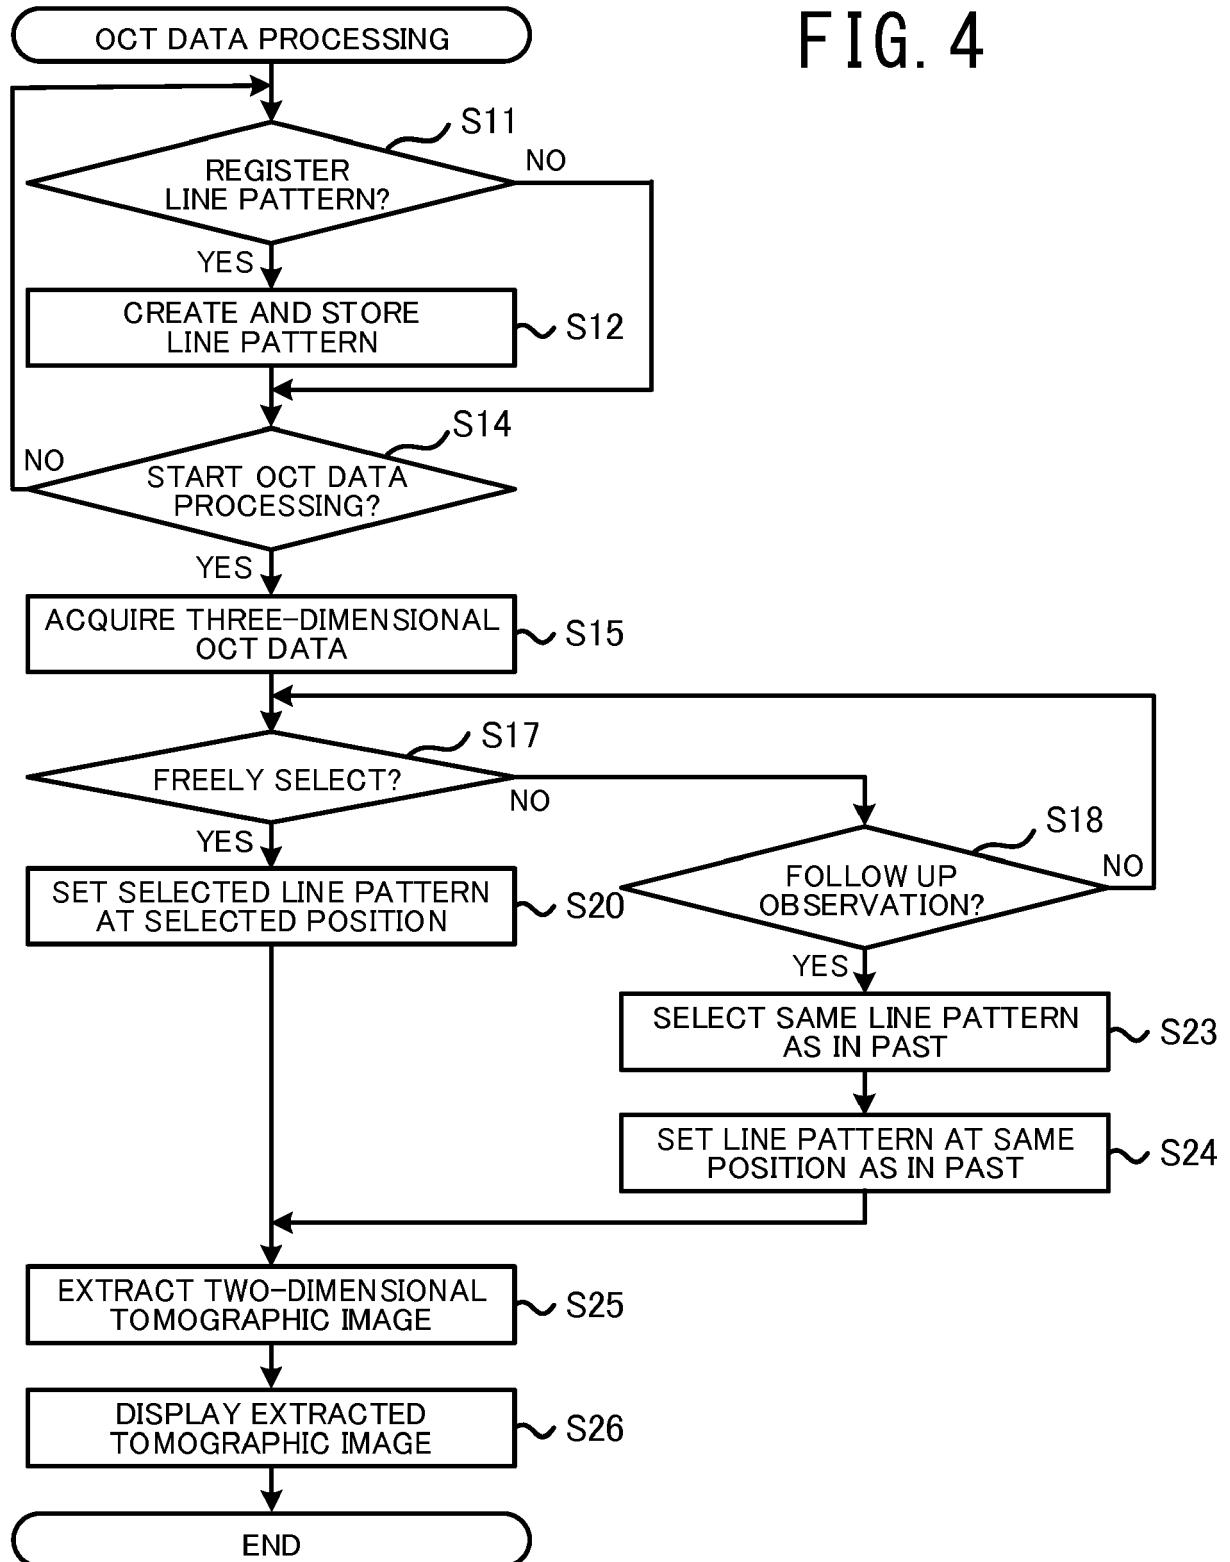 FIG. 4
OCT DATA PROCESSING
S11
REGISTER
LINE PATTERN?
NO
YES
CREATE AND STORE
LINE PATTERN
S12
S14
NO
START OCT DATA
PROCESSING?
YES
ACQUIRE THREE-DIMENSIONAL
OCT DATA
S15
S17
FREELY SELECT?
NO
YES
S18
FOLLOW UP
OBSERVATION?
NO
YES
SET SELECTED LINE PATTERN
AT SELECTED POSITION
S20
SELECT SAME LINE PATTERN
AS IN PAST
S23
SET LINE PATTERN AT SAME
POSITION AS IN PAST
S24
EXTRACT TWO-DIMENSIONAL
TOMOGRAPHIC IMAGE
S25
DISPLAY EXTRACTED
TOMOGRAPHIC IMAGE
S26
END